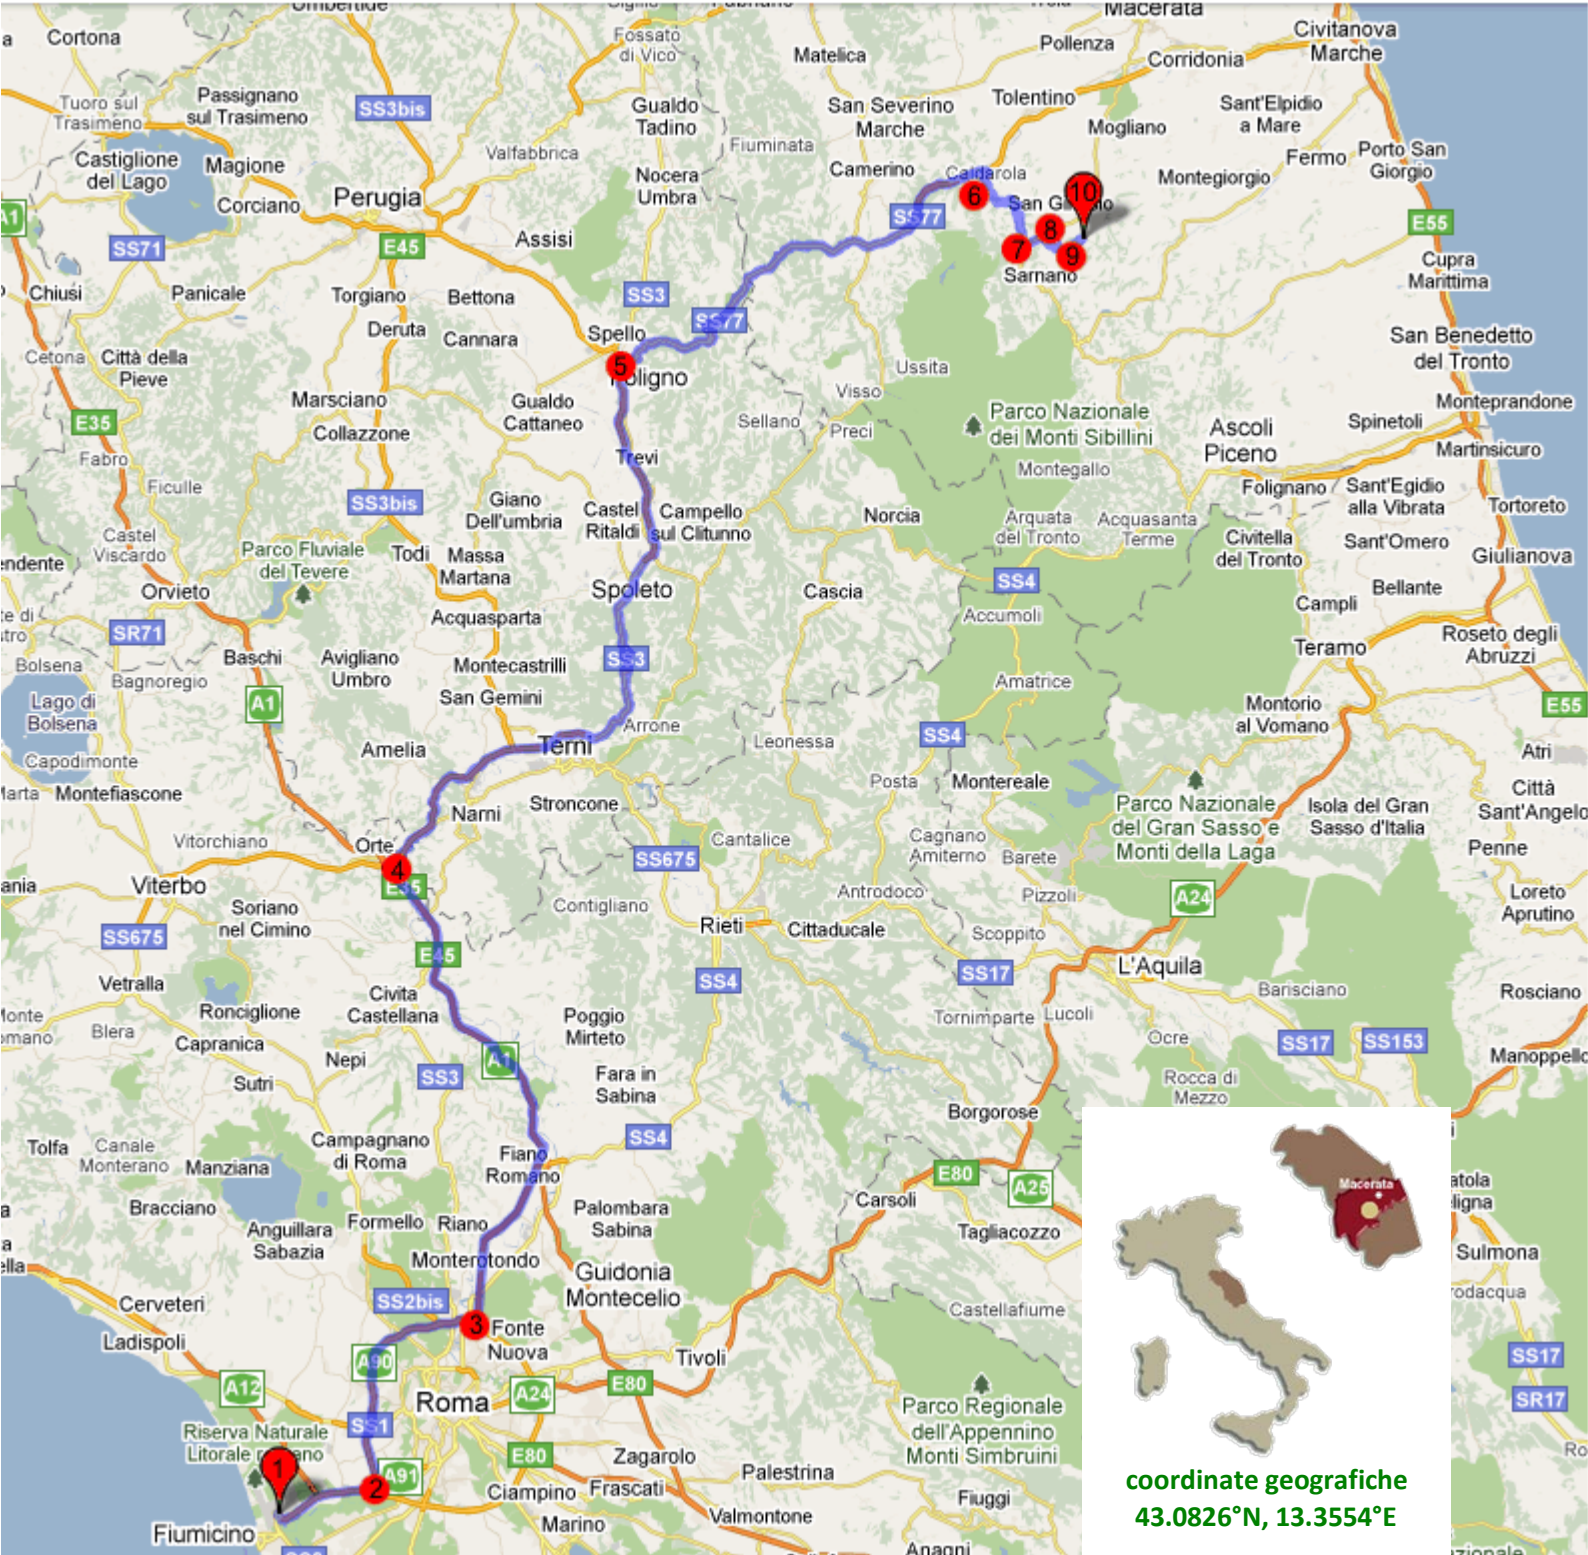 Umbertide
Macerata
Civitanova
Marche
Cortona
Fossato
di Vico
Matelica
Pollenza
Corridonia
Tuoro sul
Trasimeno
Passignano
sul Trasimeno
SS3bis
Gualdo
Tadino
San Severino
Marche
Tolentino
Sant'Elpidio
a Mare
Mogliano
Castiglione
del Lago
Magione
Valfabbrica
Fiuminata
Camerino
Fermo
Porto San
Giorgio
Nocera
Umbra
Montegiorgio
Corciano
Perugia
A1
SS71
E45
Assisi
SS77
6
10
8
7
9
Sarnano
E55
Cupra
Marittima
Chiusi
Panicale
Torgiano
Bettona
SS3
SS77
Deruta
Cannara
Spello
5
San Benedetto
del Tronto
Cetona
Città della
Pieve
Ussita
Visso
Marsciano
Gualdo
Cattaneo
Sellano
Preci
Parco Nazionale
dei Monti Sibillini
Ascoli
Piceno
Monteprandone
Spinetoli
Martinsicuro
E35
Collazzone
Fabro
Trevi
Montegallo
Ficulle
SS3bis
Giano
Dell'umbria
Castel
Ritaldi
Campello
sul Clitunno
Norcia
Arquata
del Tronto
Acquasanta
Terme
Folignano
Sant'Egidio
alla Vibrata
Tortoreto
Castel
Viscardo
Parco Fluviale
del Tevere
Todi
Massa
Martana
Civitella
del Tronto
Sant'Omero
Giulianova
Orvieto
Spoleto
Cascia
SS4
Bellante
Campli
Acquasparta
Accumoli
SR71
Bolsena
Baschi
Avigliano
Umbro
Montecastrilli
SS3
Teramo
Roseto degli
Abruzzi
Bagnoregio
San Gemini
Amatrice
Lago di
Bolsena
A1
Montorio
al Vomano
E55
Arrone
Terni
Amelia
Leonessa
SS4
Atri
Capodimonte
Montefiascone
Narni
Stroncone
Posta
Montereale
Parco Nazionale
del Gran Sasso e
Monti della Laga
Isola del Gran
Sasso d'Italia
Città
Sant'Angelo
Vitorchiano
Orte
4
Cantalice
Cagnano
Amiterno
Barete
Penne
SS675
Viterbo
Antrodoco
Pizzoli
A24
Loreto
Aprutino
Soriano
nel Cimino
Contigliano
Rieti
Cittaducale
Scoppito
SS675
E45
L'Aquila
Vetralla
SS4
SS17
Barisciano
Rosciano
Civita
Castellana
Ronciglione
Poggio
Mirteto
Tornimparte
Lucoli
Blera
Capranica
Nepi
A1
Ocre
SS17
SS153
Manoppello
Sutri
SS3
Fara in
Sabina
Rocca di
Mezzo
Borgorose
Tolfa
Canale
Monterano
Manziana
Campagnano
di Roma
Fiano
Romano
SS4
E80
A25
Bracciano
Anguillara
Sabazia
Formello
Riano
Palombara
Sabina
Carsoli
Tagliacozzo
Macerata
Sulmona
Monterotondo
Guidonia
Montecelio
Cerveteri
SS2bis
Castellafiume
Ladispoli
3
Fonte
Nuova
Tivoli
A90
A12
Roma
A24
E80
SS17
SR17
Riserva Naturale
SS1
Parco Regionale
dell'Appennino
Monti Simbruini
1
A91
2
E80
Zagarolo
Palestrina
Ciampino
Frascati
Fiuggi
Fiumicino
Marino
Valmontone
Anagni
coordinate geografiche
43.0826°N, 13.3554°E